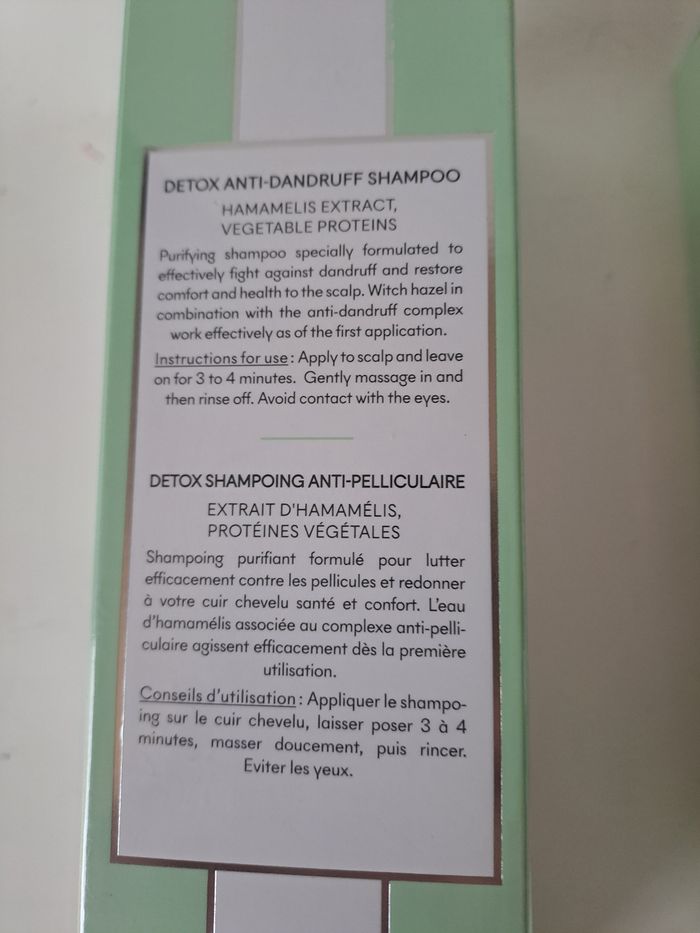 DETOX ANTI-DANDRUFF SHAMPOO
HAMAMELIS EXTRACT,
VEGETABLE PROTEINS
Purifying shampoo specially formulated to
effectively fight against dandruff and restore
comfort and health to the scalp. Witch hazel in
combination with the anti-dandruff complex
work effectively as of the first application.
Instructions for use : Apply to scalp and leave
on for 3 to 4 minutes. Gently massage in and
then rinse off. Avoid contact with the eyes.
DETOX SHAMPOING ANTI-PELLICULAIRE
EXTRAIT D'HAMAMÉLIS,
PROTÉINES VÉGÉTALES
Shampoing purifiant formulé pour lutter
efficacement contre les pellicules et redonner
à votre cuir chevelu santé et confort. L'eau
d'hamamélis associée au complexe anti-pelli-
culaire agissent efficacement dès la première
utilisation.
Conseils d'utilisation : Appliquer le shampo-
ing sur le cuir chevelu, laisser poser 3 à 4
minutes, masser doucement, puis rincer.
Eviter les yeux.